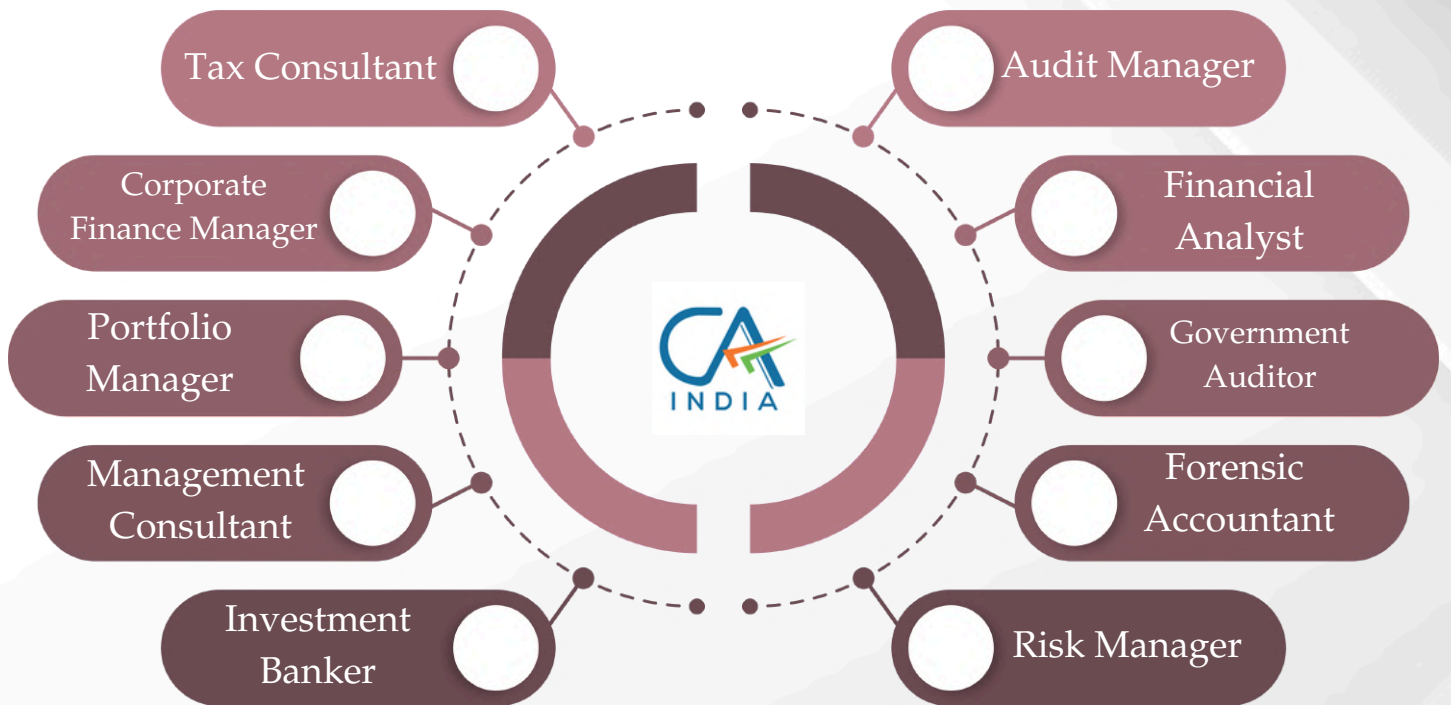 Tax Consultant
Corporate
Finance Manager
Portfolio
Manager
Management
Consultant
Investment
Banker
CA
INDIA
Audit Manager
Financial
Analyst
Government
Auditor
Forensic
Accountant
Risk Manager